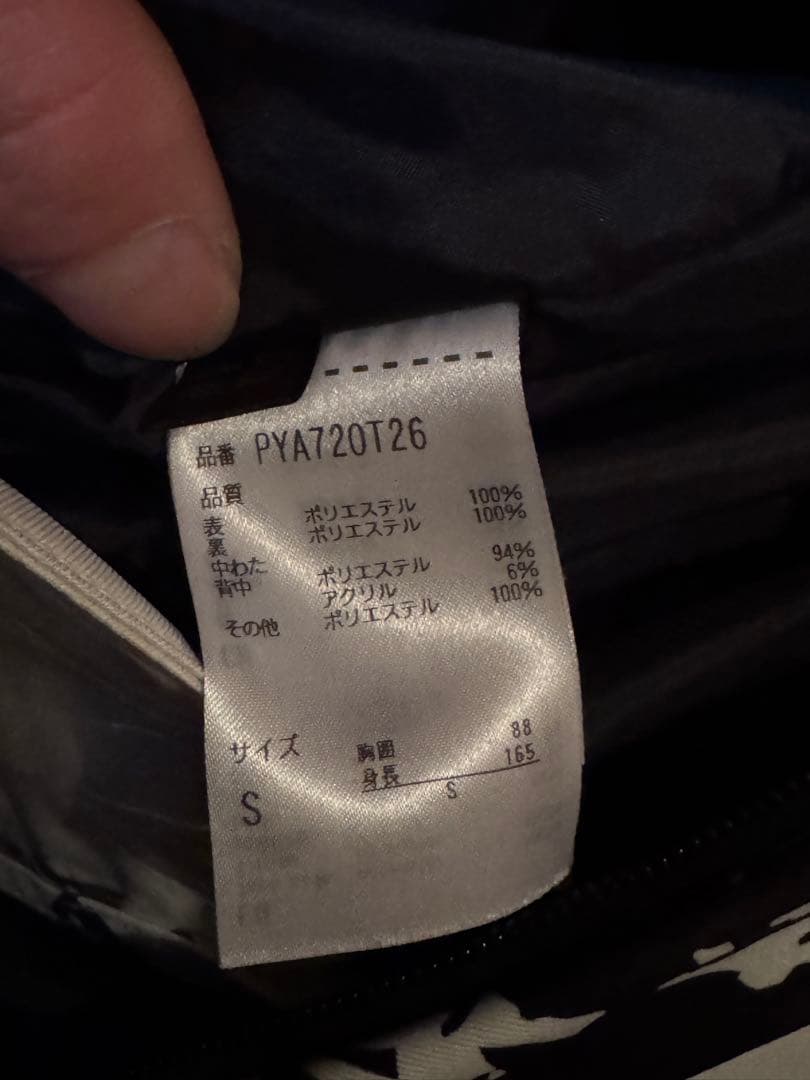 品番 PYA720T26
品質
表 ポリエステル 100%
裏 ポリエステル 100%
中わた ポリエステル 94%
背中 アクリル 6%
その他 ポリエステル 100%
サイズ 胸囲 88
身長 165
S S